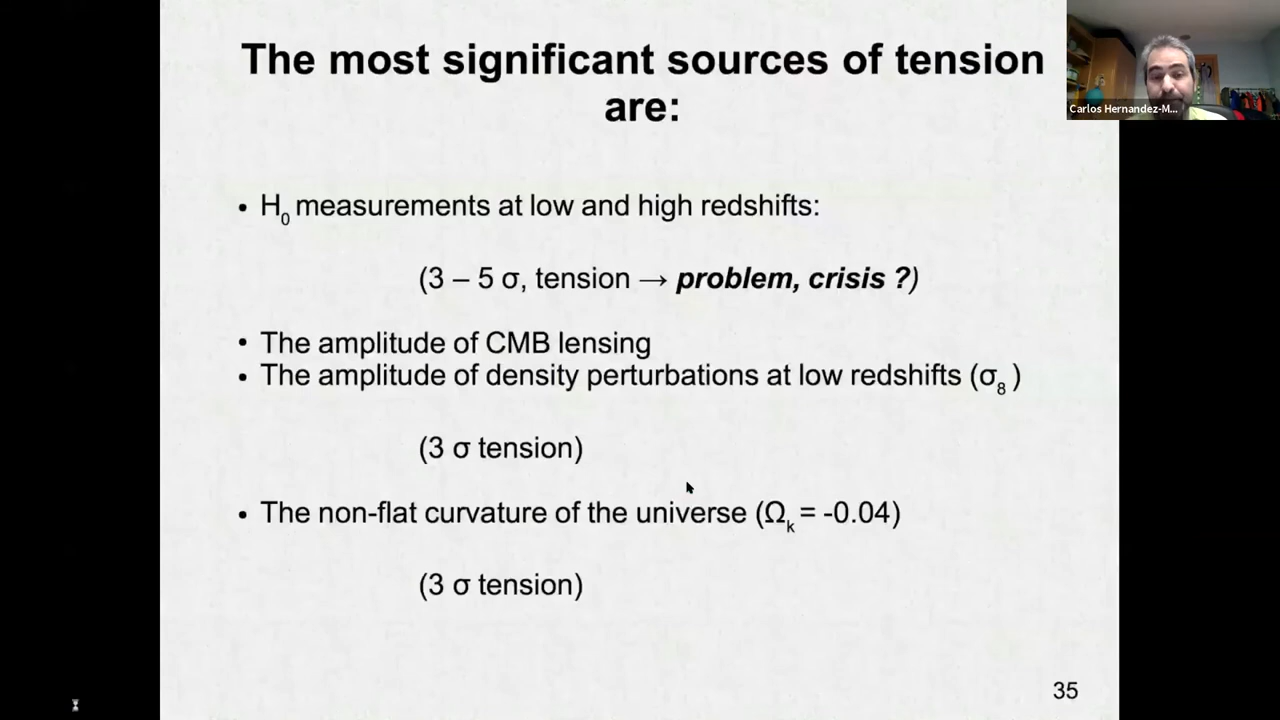 The most significant sources of tension
are:
Carlos Hernandez-M...
• H₀ measurements at low and high redshifts:
(3 – 5 σ, tension → problem, crisis ?)
• The amplitude of CMB lensing
• The amplitude of density perturbations at low redshifts (σ₈ )
(3 σ tension)
• The non-flat curvature of the universe (Ωₖ = -0.04)
(3 σ tension)
35